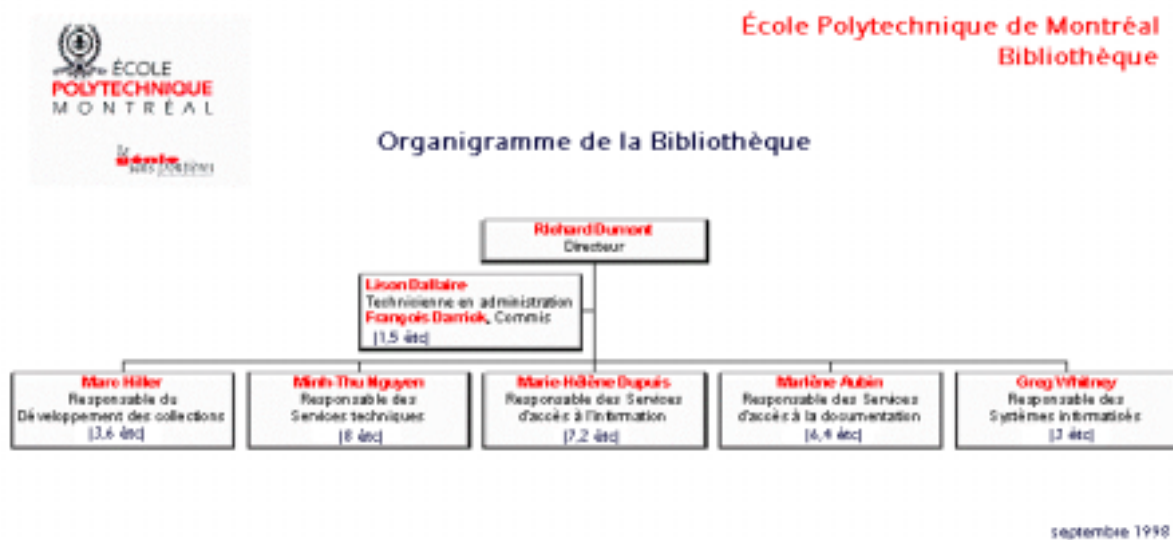 École Polytechnique de Montréal
Bibliothèque
ÉCOLE
POLYTECHNIQUE
MONTRÉAL
Organigramme de la Bibliothèque
Richard Dumont
Directeur
Lison Dallaire
Technicienne en administration
François Darrick, Commis
(1,5 étc)
Marc Hiller
Responsable du
Développement des collections
(3,6 étc)
Minh-Thu Nguyen
Responsable des
Services techniques
(8 étc)
Marie-Hélène Dupuis
Responsable des Services
d'accès à l'information
(7,2 étc)
Marlène Aubin
Responsable des Services
d'accès à la documentation
(6,4 étc)
Greg Whitney
Responsable des
Systèmes informatisés
(3 étc)
septembre 1998